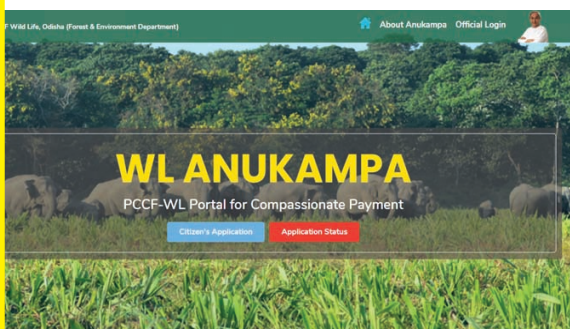 F Wild Life, Odisha (Forest & Environment Department)
About Anukampa Official Login
WL ANUKAMPA
PCCF-WL Portal for Compassionate Payment
Citizen's Application Application Status